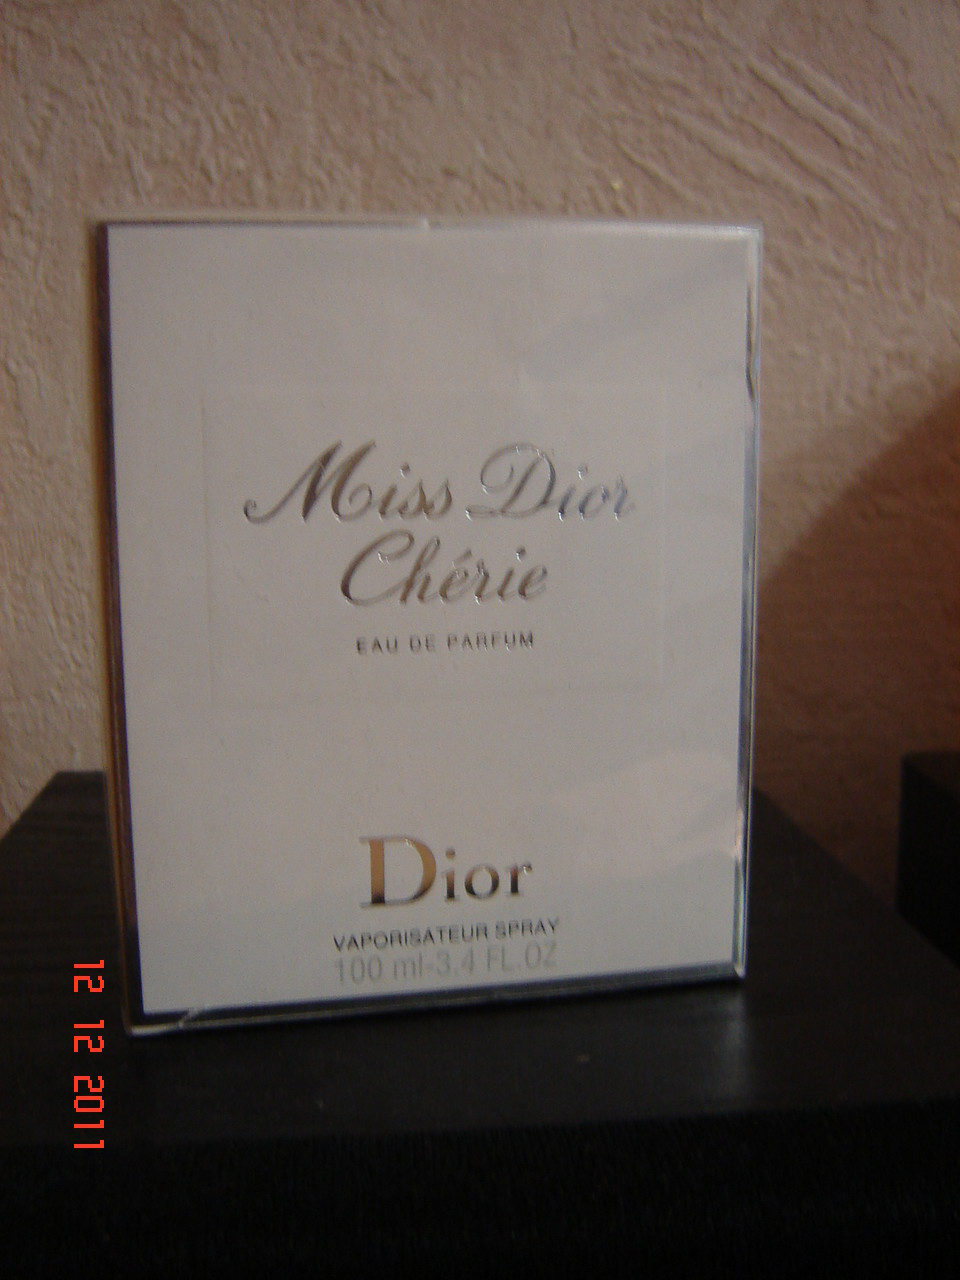 Miss Dior
Chérie
EAU DE PARFUM
Dior
VAPORISATEUR SPRAY
100 ml-3.4 FL.OZ
12 12 2011